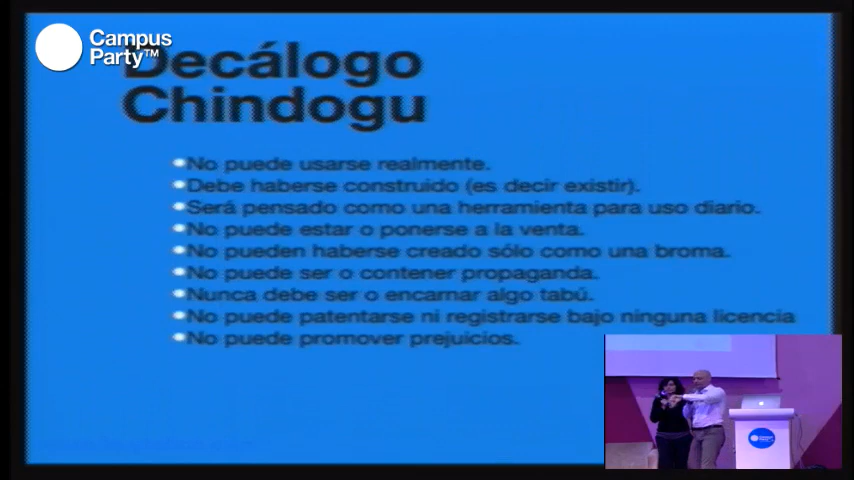 Campus
Party™
Decálogo
Chindogu
No puede usarse realmente.
Debe haberse construido (es decir existir).
Será pensado como una herramienta para uso diario.
No puede estar o ponerse a la venta.
No pueden haberse creado sólo como una broma.
No puede ser o contener propaganda.
Nunca debe ser o encarnar algo tabú.
No puede patentarse ni registrarse bajo ninguna licencia
No puede promover prejuicios.